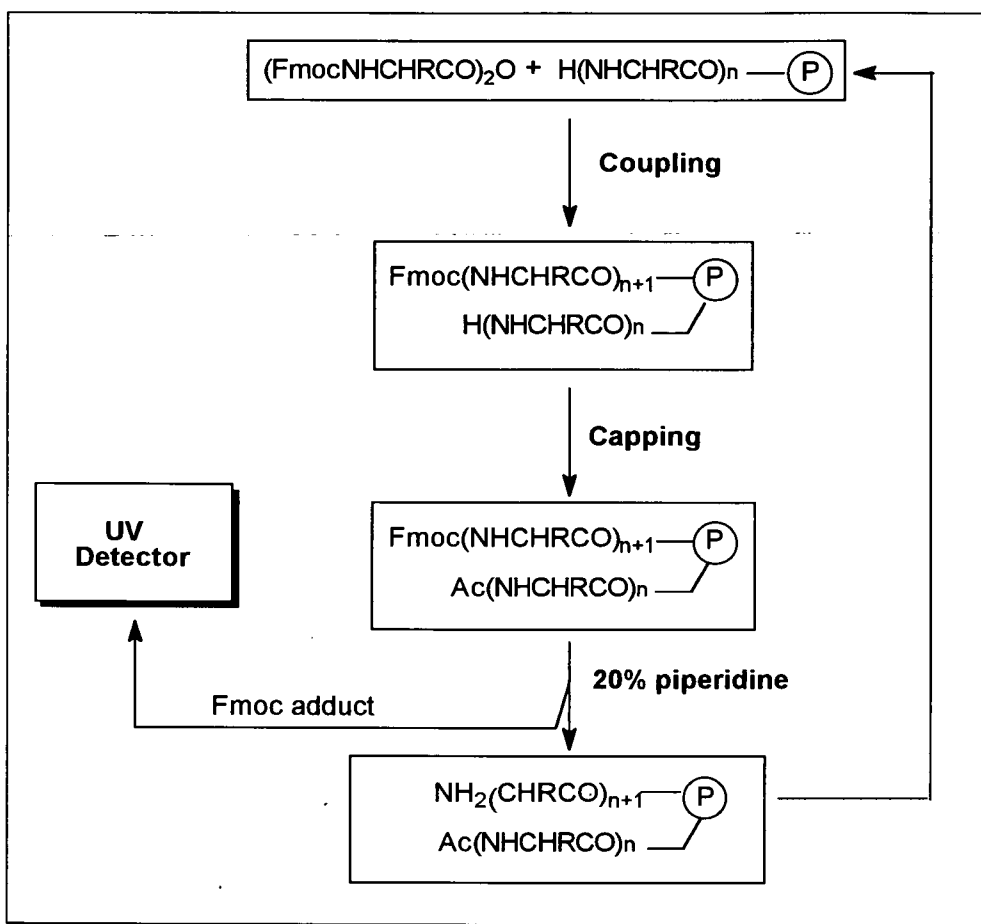 (FmocNHCHRCO)₂O + H(NHCHRCO)n P
Coupling
Fmoc(NHCHRCO)ₙ₊₁ P
H(NHCHRCO)n
Capping
Fmoc(NHCHRCO)ₙ₊₁ P
Ac(NHCHRCO)n
UV
Detector
20% piperidine
Fmoc adduct
NH₂(CHRCO)ₙ₊₁ P
Ac(NHCHRCO)n